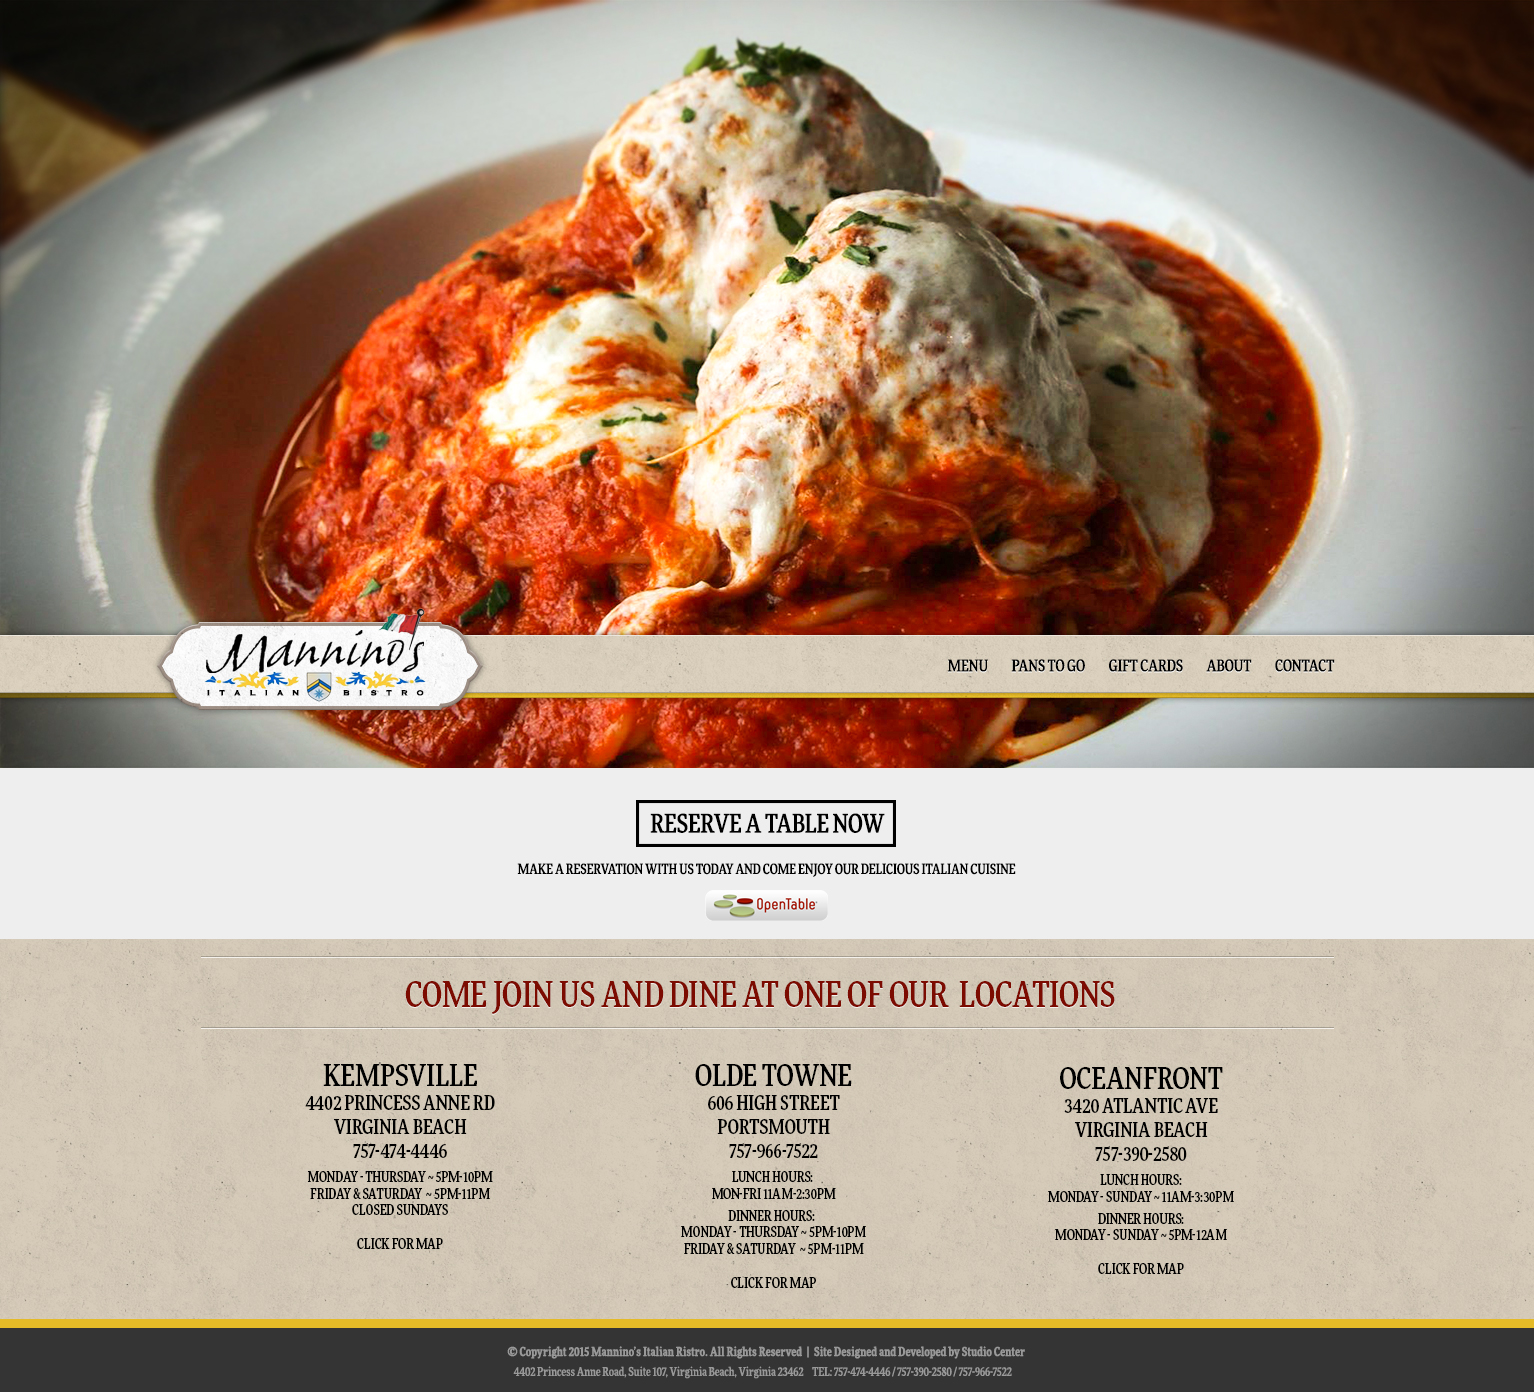 Mannino's
ITALIAN BISTRO
MENU PANS TO GO GIFT CARDS ABOUT CONTACT
RESERVE A TABLE NOW
MAKE A RESERVATION WITH US TODAY AND COME ENJOY OUR DELICIOUS ITALIAN CUISINE
OpenTable
COME JOIN US AND DINE AT ONE OF OUR LOCATIONS
KEMPSVILLE
4402 PRINCESS ANNE RD
VIRGINIA BEACH
757-474-4446
MONDAY - THURSDAY ~ 5PM-10PM
FRIDAY & SATURDAY ~ 5PM-11PM
CLOSED SUNDAYS
CLICK FOR MAP
OLDE TOWNE
606 HIGH STREET
PORTSMOUTH
757-966-7522
LUNCH HOURS:
MON-FRI 11AM-2:30PM
DINNER HOURS:
MONDAY - THURSDAY ~ 5PM-10PM
FRIDAY & SATURDAY ~ 5PM-11PM
CLICK FOR MAP
OCEANFRONT
3420 ATLANTIC AVE
VIRGINIA BEACH
757-390-2580
LUNCH HOURS:
MONDAY - SUNDAY ~ 11AM-3:30PM
DINNER HOURS:
MONDAY - SUNDAY ~ 5PM-12AM
CLICK FOR MAP
© Copyright 2015 Mannino's Italian Ristro. All Rights Reserved | Site Designed and Developed by Studio Center
4402 Princess Anne Road, Suite 107, Virginia Beach, Virginia 23462 TEL: 757-474-4446 / 757-390-2580 / 757-966-7522